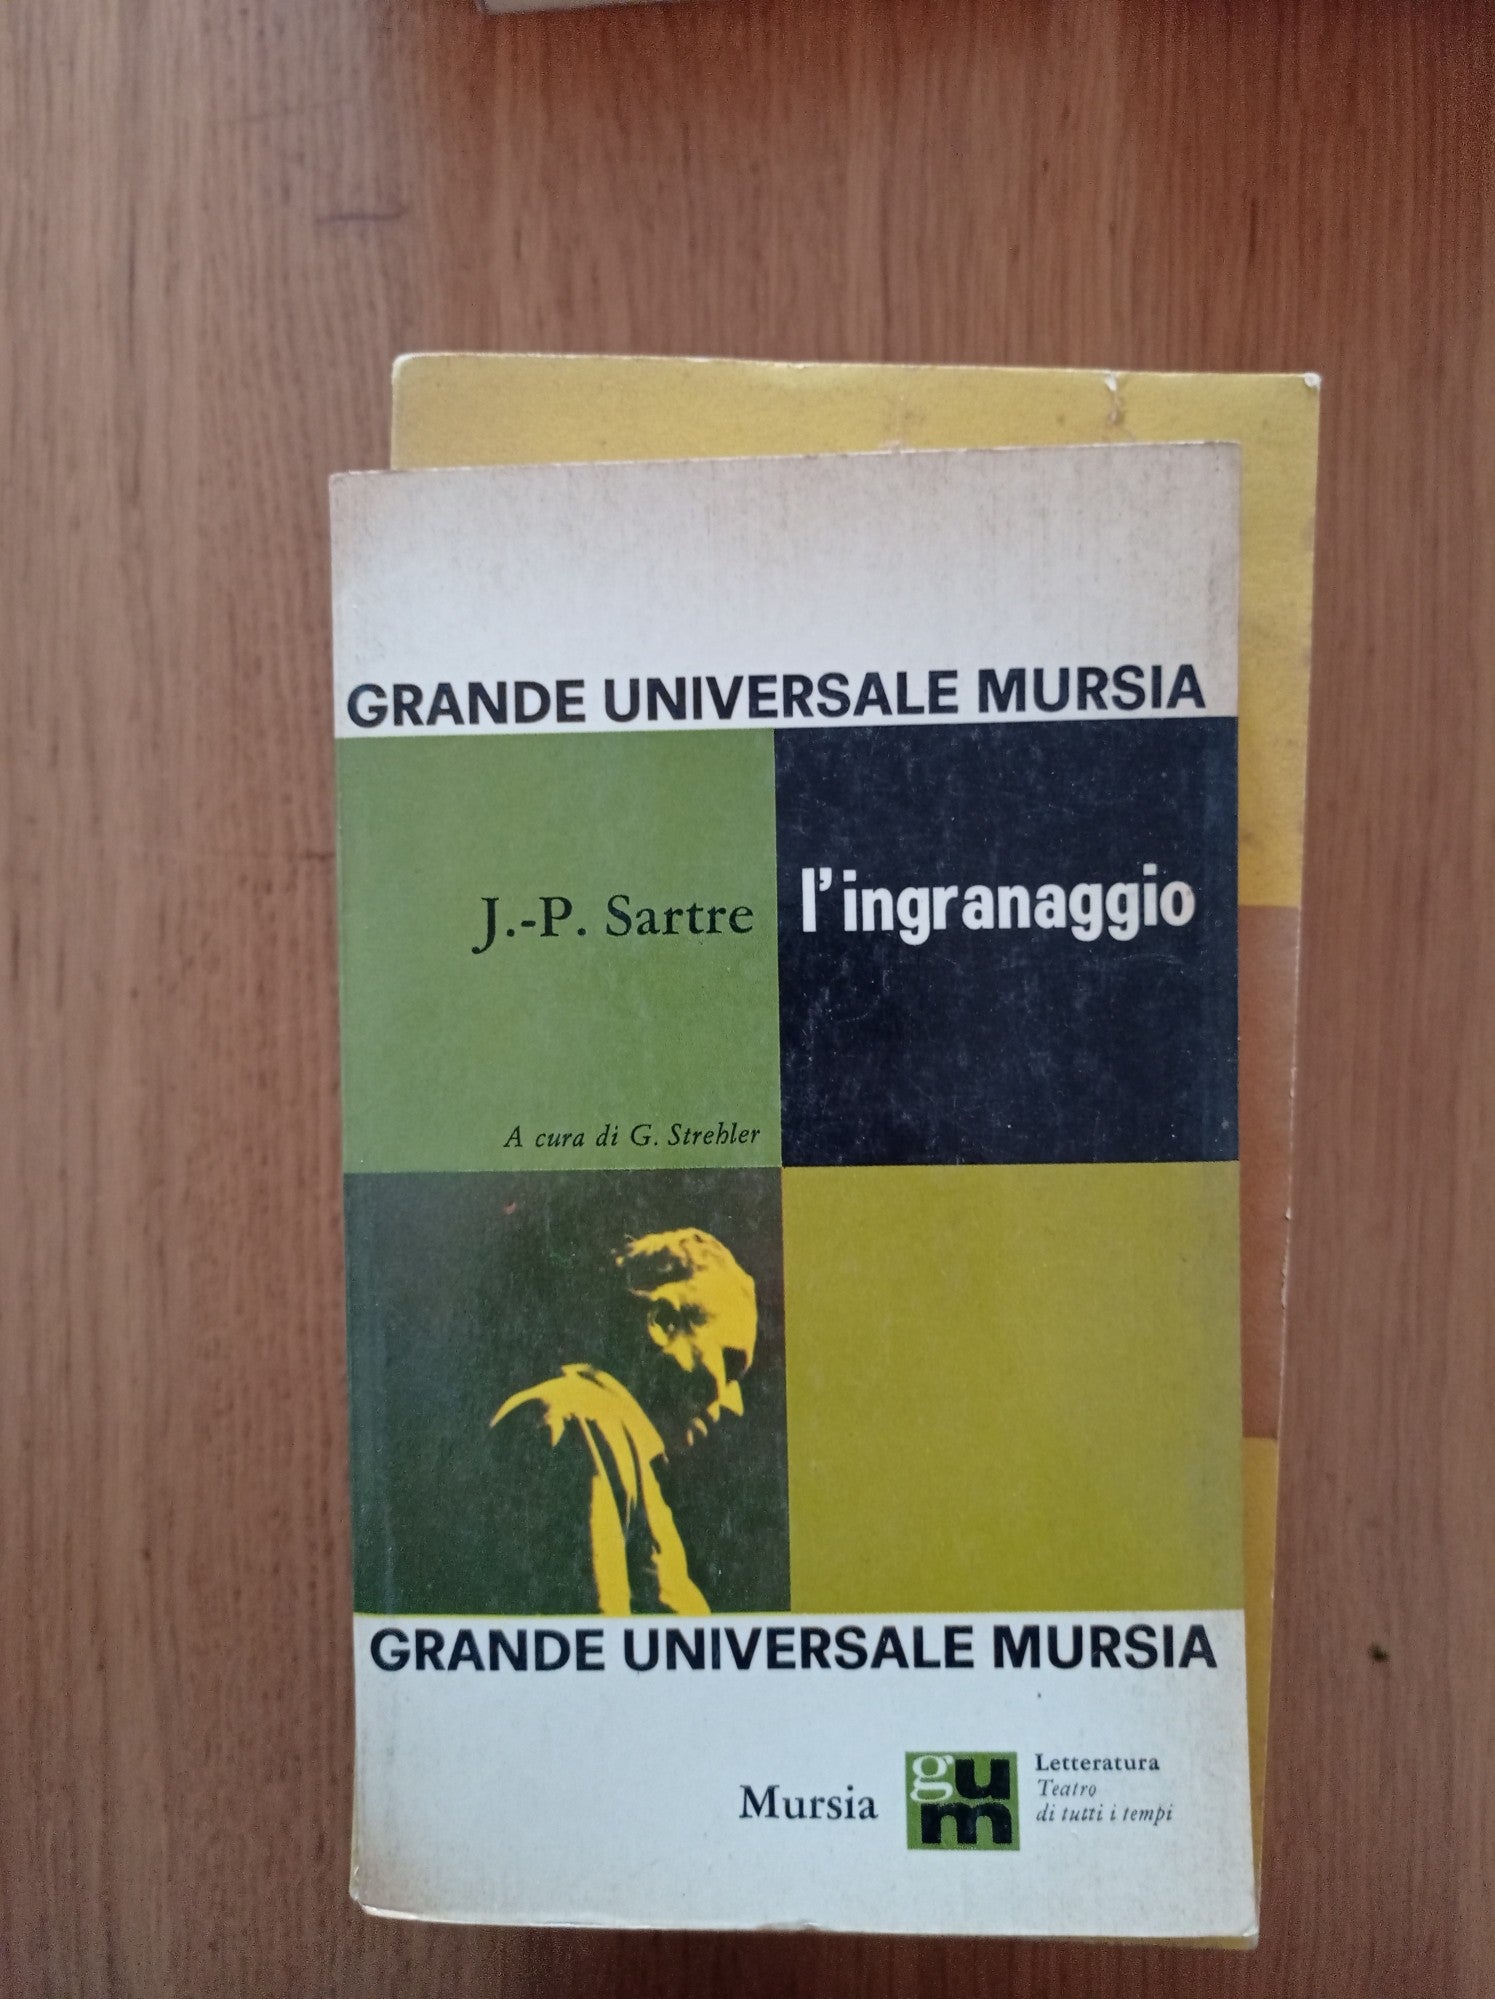 GRANDE UNIVERSALE MURSIA
J.-P. Sartre
l'ingranaggio
A cura di G. Strehler
GRANDE UNIVERSALE MURSIA
Mursia
gum
Letteratura
Teatro
di tutti i tempi